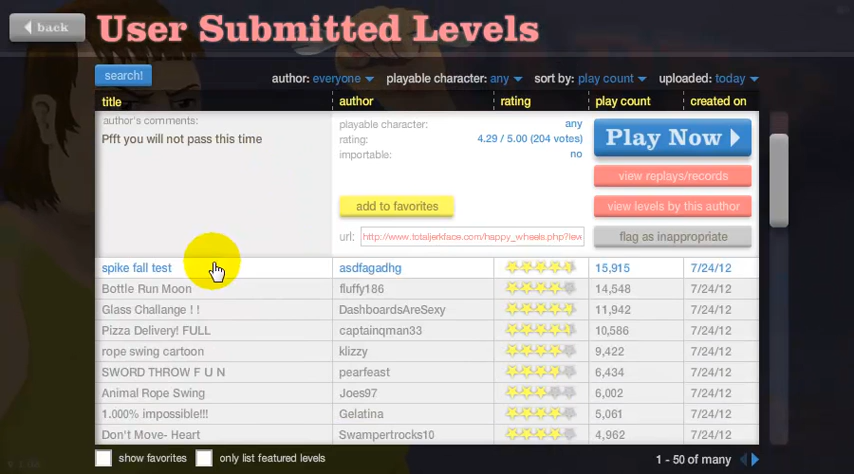 back
User Submitted Levels
search!
author: everyone playable character: any sort by: play count uploaded: today
title author rating play count created on
author's comments:
Pfft you will not pass this time
playable character: any
rating: 4.29 / 5.00 (204 votes)
importable: no
add to favorites
url: http://www.totaljerkface.com/happy_wheels.php?leve
Play Now
view replays/records
view levels by this author
flag as inappropriate
spike fall test asdfagadhg 15,915 7/24/12
Bottle Run Moon fluffy186 14,548 7/24/12
Glass Challange ! ! DashboardsAreSexy 11,942 7/24/12
Pizza Delivery! FULL captainqman33 10,586 7/24/12
rope swing cartoon klizzy 9,422 7/24/12
SWORD THROW F U N pearfeast 6,434 7/24/12
Animal Rope Swing Joes97 6,002 7/24/12
1.000% impossible!!! Gelatina 5,061 7/24/12
Don't Move- Heart Swampertrocks10 4,962 7/24/12
show favorites only list featured levels 1 - 50 of many